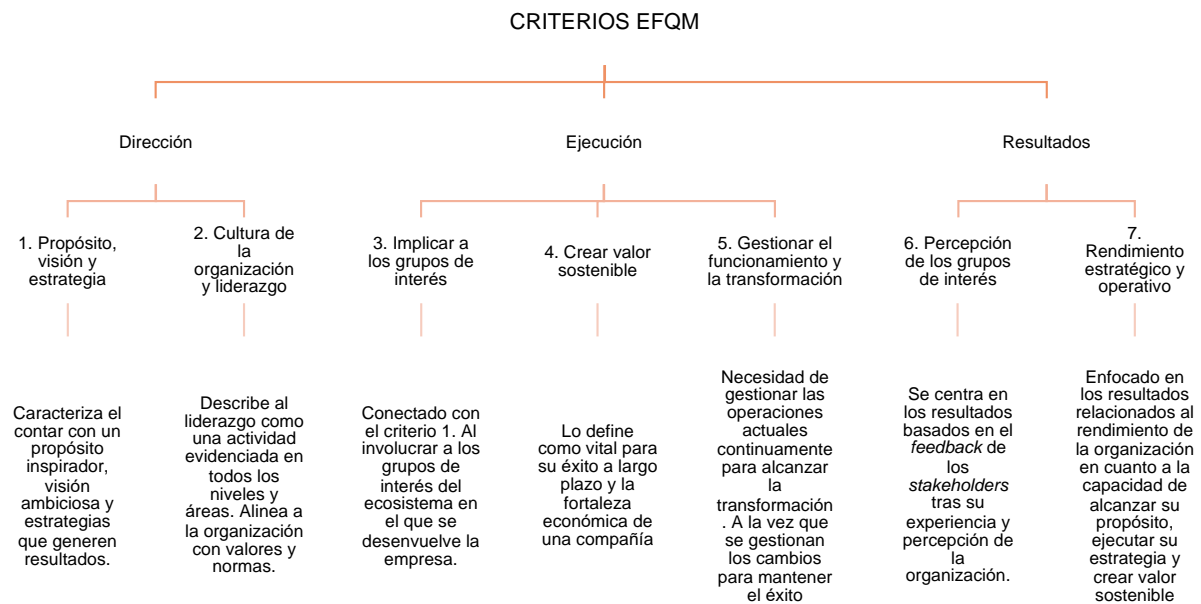 CRITERIOS EFQM
Dirección
Ejecución
Resultados
1. Propósito,
visión y
estrategia
2. Cultura de
la
organización
y liderazgo
3. Implicar a
los grupos de
interés
4. Crear valor
sostenible
5. Gestionar el
funcionamiento y
la transformación
6. Percepción
de los grupos
de interés
7.
Rendimiento
estratégico y
operativo
Caracteriza el
contar con un
propósito
inspirador,
visión
ambiciosa y
estrategias
que generen
resultados.
Describe al
liderazgo como
una actividad
evidenciada en
todos los
niveles y
áreas. Alinea a
la organización
con valores y
normas.
Conectado con
el criterio 1. Al
involucrar a los
grupos de
interés del
ecosistema en
el que se
desenvuelve la
empresa.
Lo define
como vital para
su éxito a largo
plazo y la
fortaleza
económica de
una compañía
Necesidad de
gestionar las
operaciones
actuales
continuamente
para alcanzar
la
transformación
. A la vez que
se gestionan
los cambios
para mantener
el éxito
Se centra en
los resultados
basados en el
feedback de
los
stakeholders
tras su
experiencia y
percepción de
la
organización.
Enfocado en
los resultados
relacionados al
rendimiento de
la organización
en cuanto a la
capacidad de
alcanzar su
propósito,
ejecutar su
estrategia y
crear valor
sostenible